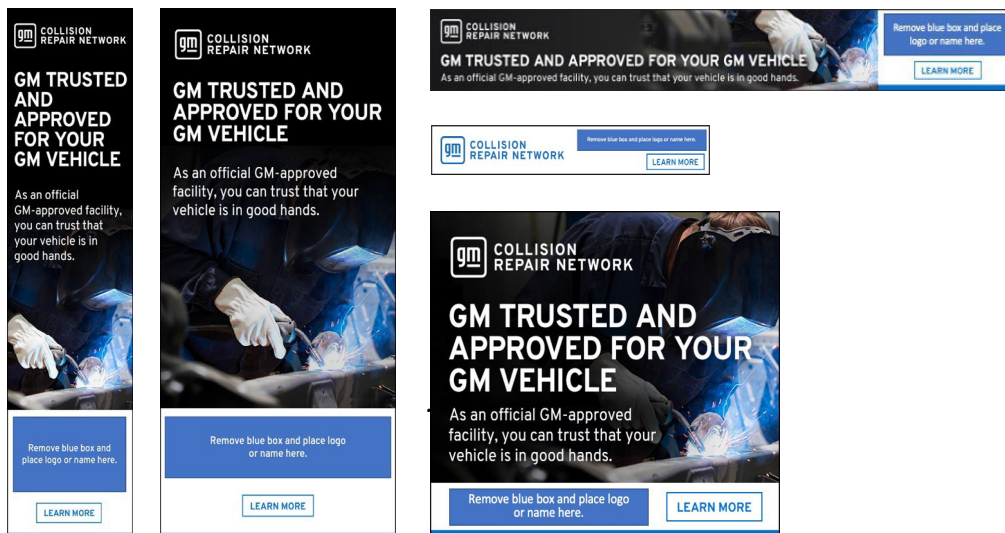 gm COLLISION
REPAIR NETWORK
GM TRUSTED
AND
APPROVED
FOR YOUR
GM VEHICLE
As an official
GM-approved facility,
you can trust that
your vehicle is in
good hands.
Remove blue box and
place logo or name here.
LEARN MORE
gm COLLISION
REPAIR NETWORK
GM TRUSTED AND
APPROVED FOR YOUR
GM VEHICLE
As an official GM-approved
facility, you can trust that your
vehicle is in good hands.
Remove blue box and place logo
or name here.
LEARN MORE
gm COLLISION
REPAIR NETWORK
GM TRUSTED AND APPROVED FOR YOUR GM VEHICLE
As an official GM-approved facility, you can trust that your vehicle is in good hands.
Remove blue box and place
logo or name here.
LEARN MORE
gm COLLISION
REPAIR NETWORK
Remove blue box and place logo or name here.
LEARN MORE
gm COLLISION
REPAIR NETWORK
GM TRUSTED AND
APPROVED FOR YOUR
GM VEHICLE
As an official GM-approved
facility, you can trust that your
vehicle is in good hands.
Remove blue box and place logo
or name here.
LEARN MORE